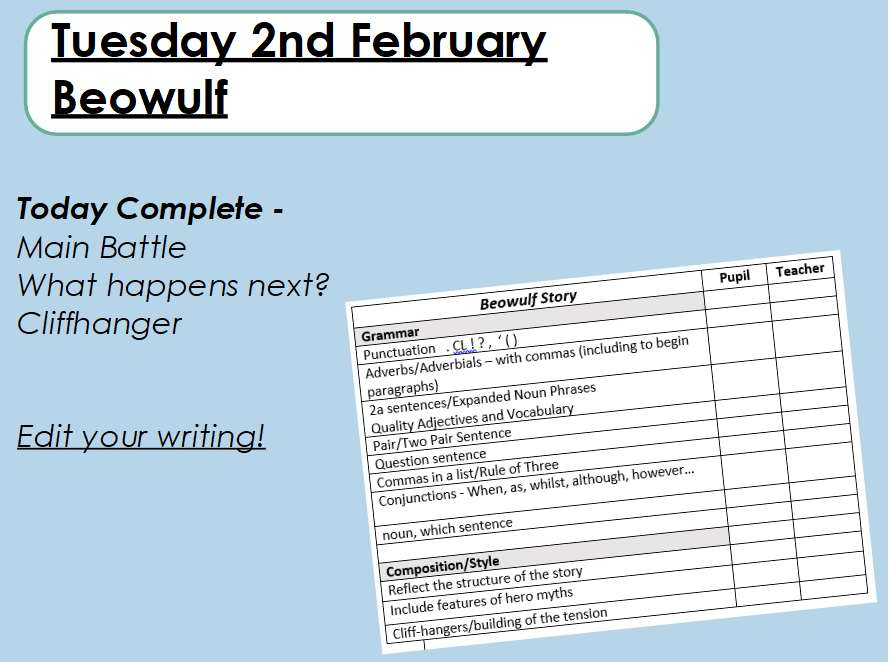 Tuesday 2nd February
Beowulf
Today Complete -
Main Battle
What happens next?
Cliffhanger
Edit your writing!
Beowulf Story Pupil Teacher
Grammar
Punctuation . CL ! ? , ‘ ( )
Adverbs/Adverbials – with commas (including to begin
paragraphs)
2a sentences/Expanded Noun Phrases
Quality Adjectives and Vocabulary
Pair/Two Pair Sentence
Question sentence
Commas in a list/Rule of Three
Conjunctions - When, as, whilst, although, however...
noun, which sentence
Composition/Style
Reflect the structure of the story
Include features of hero myths
Cliff-hangers/building of the tension